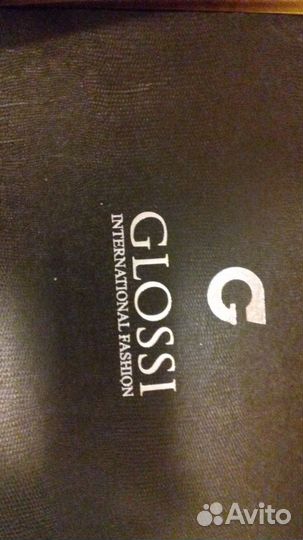 G
GLOSSI
INTERNATIONAL FASHION
Avito